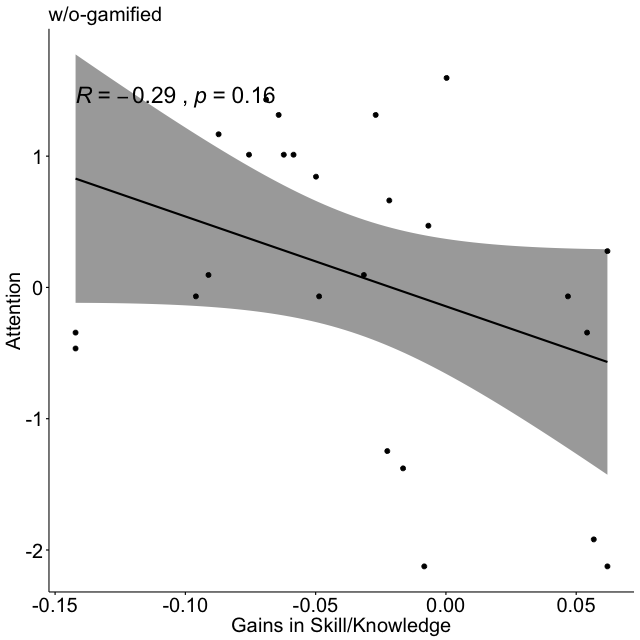 w/o-gamified
R = −0.29 , p = 0.16
1
0
-1
-2
Attention
-0.15 -0.10 -0.05 0.00 0.05
Gains in Skill/Knowledge